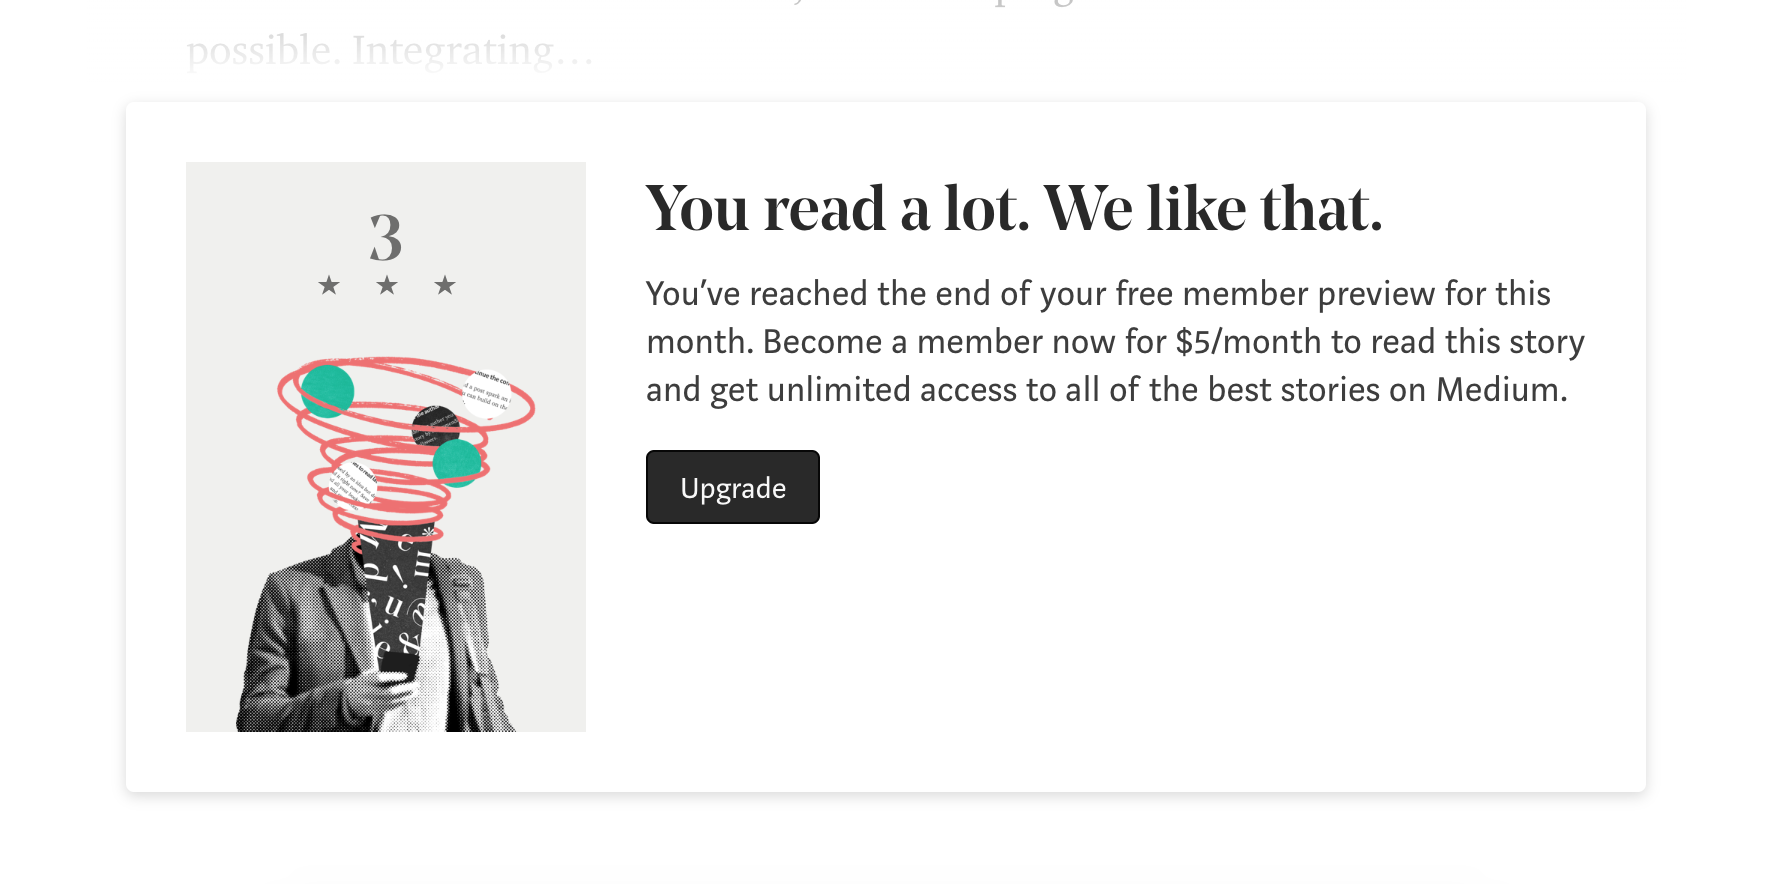 possible. Integrating…
3
★ ★ ★
You read a lot. We like that.
You’ve reached the end of your free member preview for this
month. Become a member now for $5/month to read this story
and get unlimited access to all of the best stories on Medium.
Upgrade